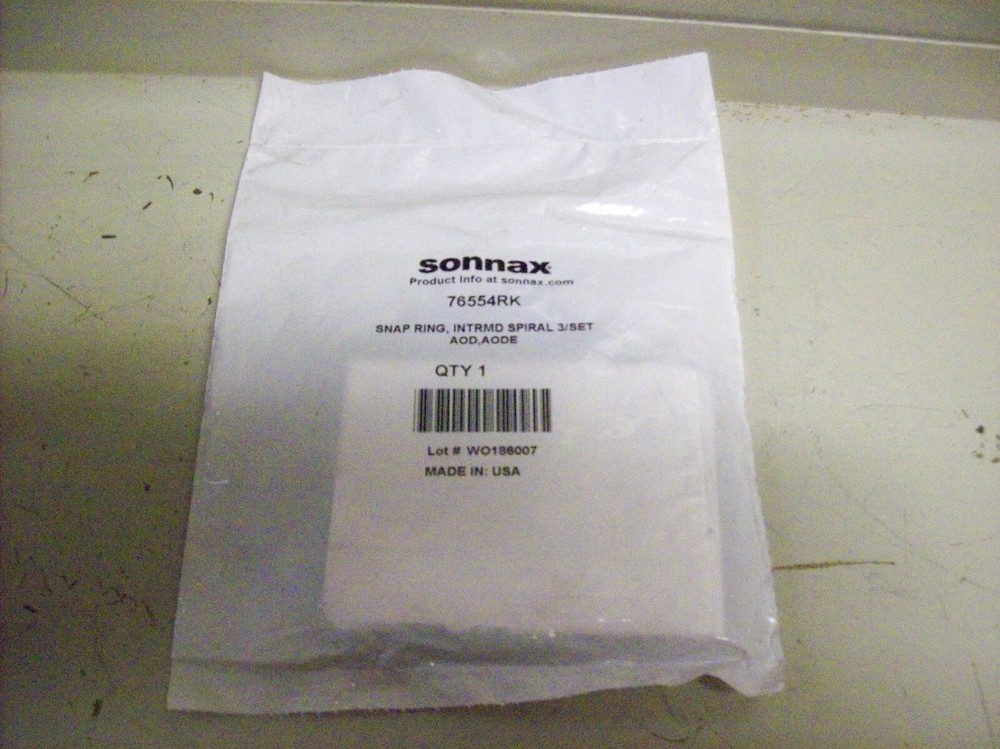 sonnax
Product info at sonnax.com
76554RK
SNAP RING, INTRMD SPIRAL 3/SET
AOD,AODE
QTY 1
Lot # WO186007
MADE IN: USA